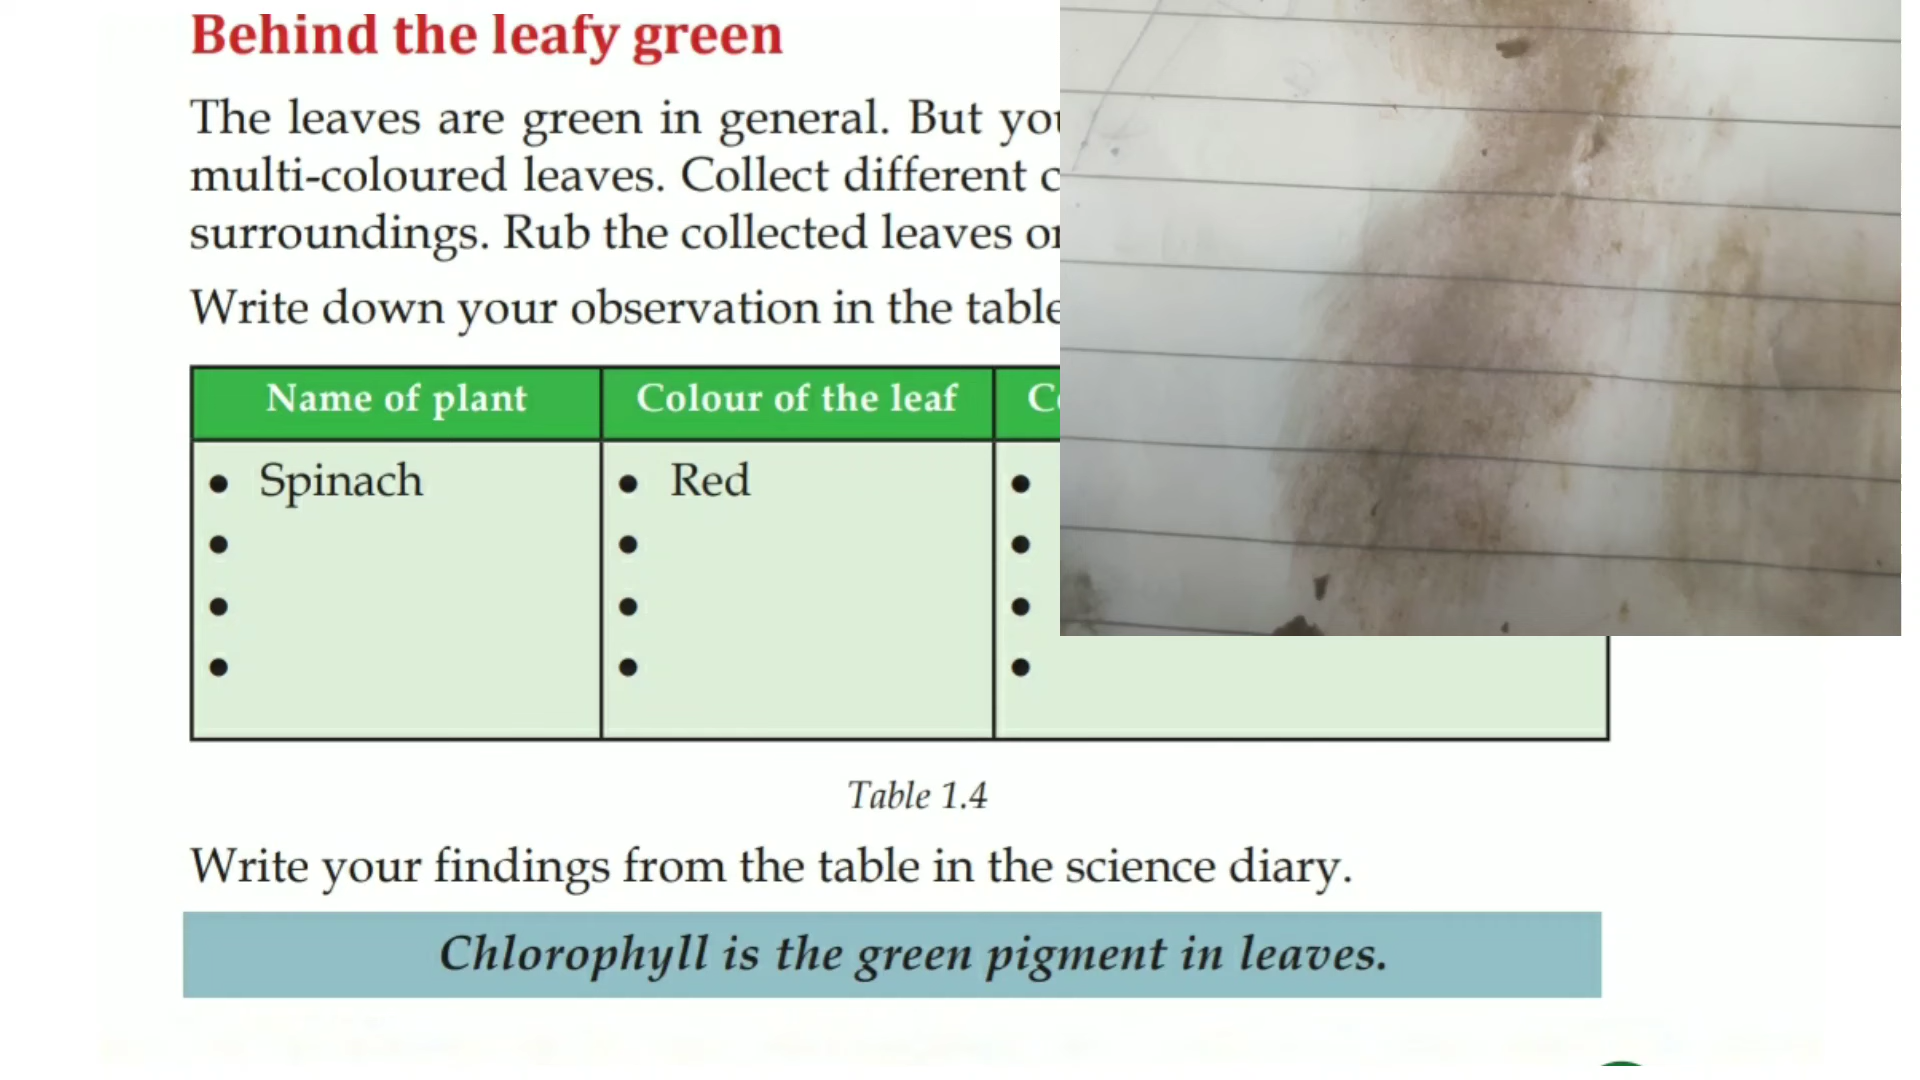 Behind the leafy green
The leaves are green in general. But
multi-coloured leaves. Collect different
surroundings. Rub the collected leaves
Write down your observation in the table
Name of plant Colour of the leaf
• Spinach • Red •
• • •
• • •
• • •
Table 1.4
Write your findings from the table in the science diary.
Chlorophyll is the green pigment in leaves.